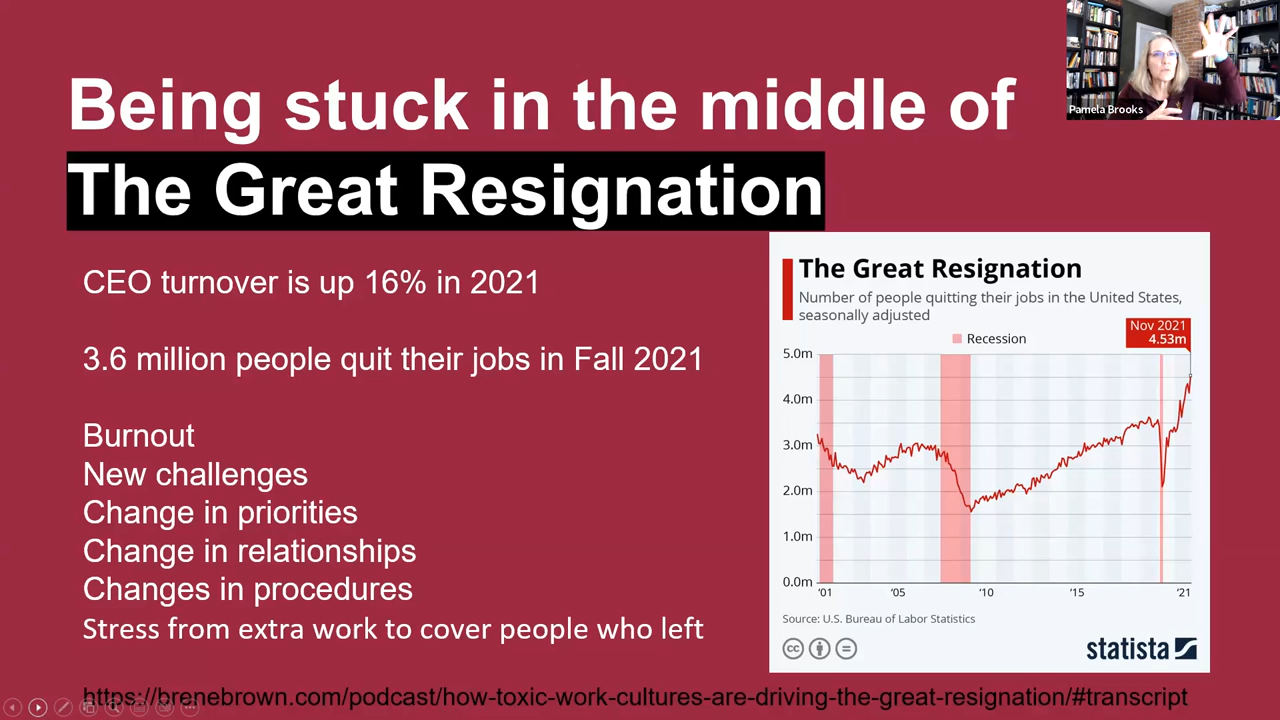 Being stuck in the middle of
The Great Resignation
Pamela Brooks
CEO turnover is up 16% in 2021
3.6 million people quit their jobs in Fall 2021
Burnout
New challenges
Change in priorities
Change in relationships
Changes in procedures
Stress from extra work to cover people who left
The Great Resignation
Number of people quitting their jobs in the United States,
seasonally adjusted
Recession
Nov 2021
4.53m
5.0m
4.0m
3.0m
2.0m
1.0m
0.0m
'01 '05 '10 '15 '21
Source: U.S. Bureau of Labor Statistics
cc
statista
https://brenebrown.com/podcast/how-toxic-work-cultures-are-driving-the-great-resignation/#transcript